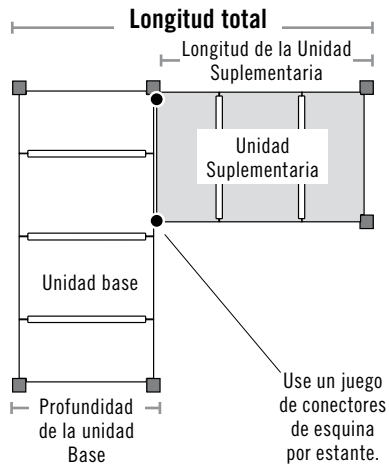 Longitud total
Longitud de la Unidad
Suplementaria
Unidad
Suplementaria
Unidad base
Profundidad
de la unidad
Base
Use un juego
de conectores
de esquina
por estante.